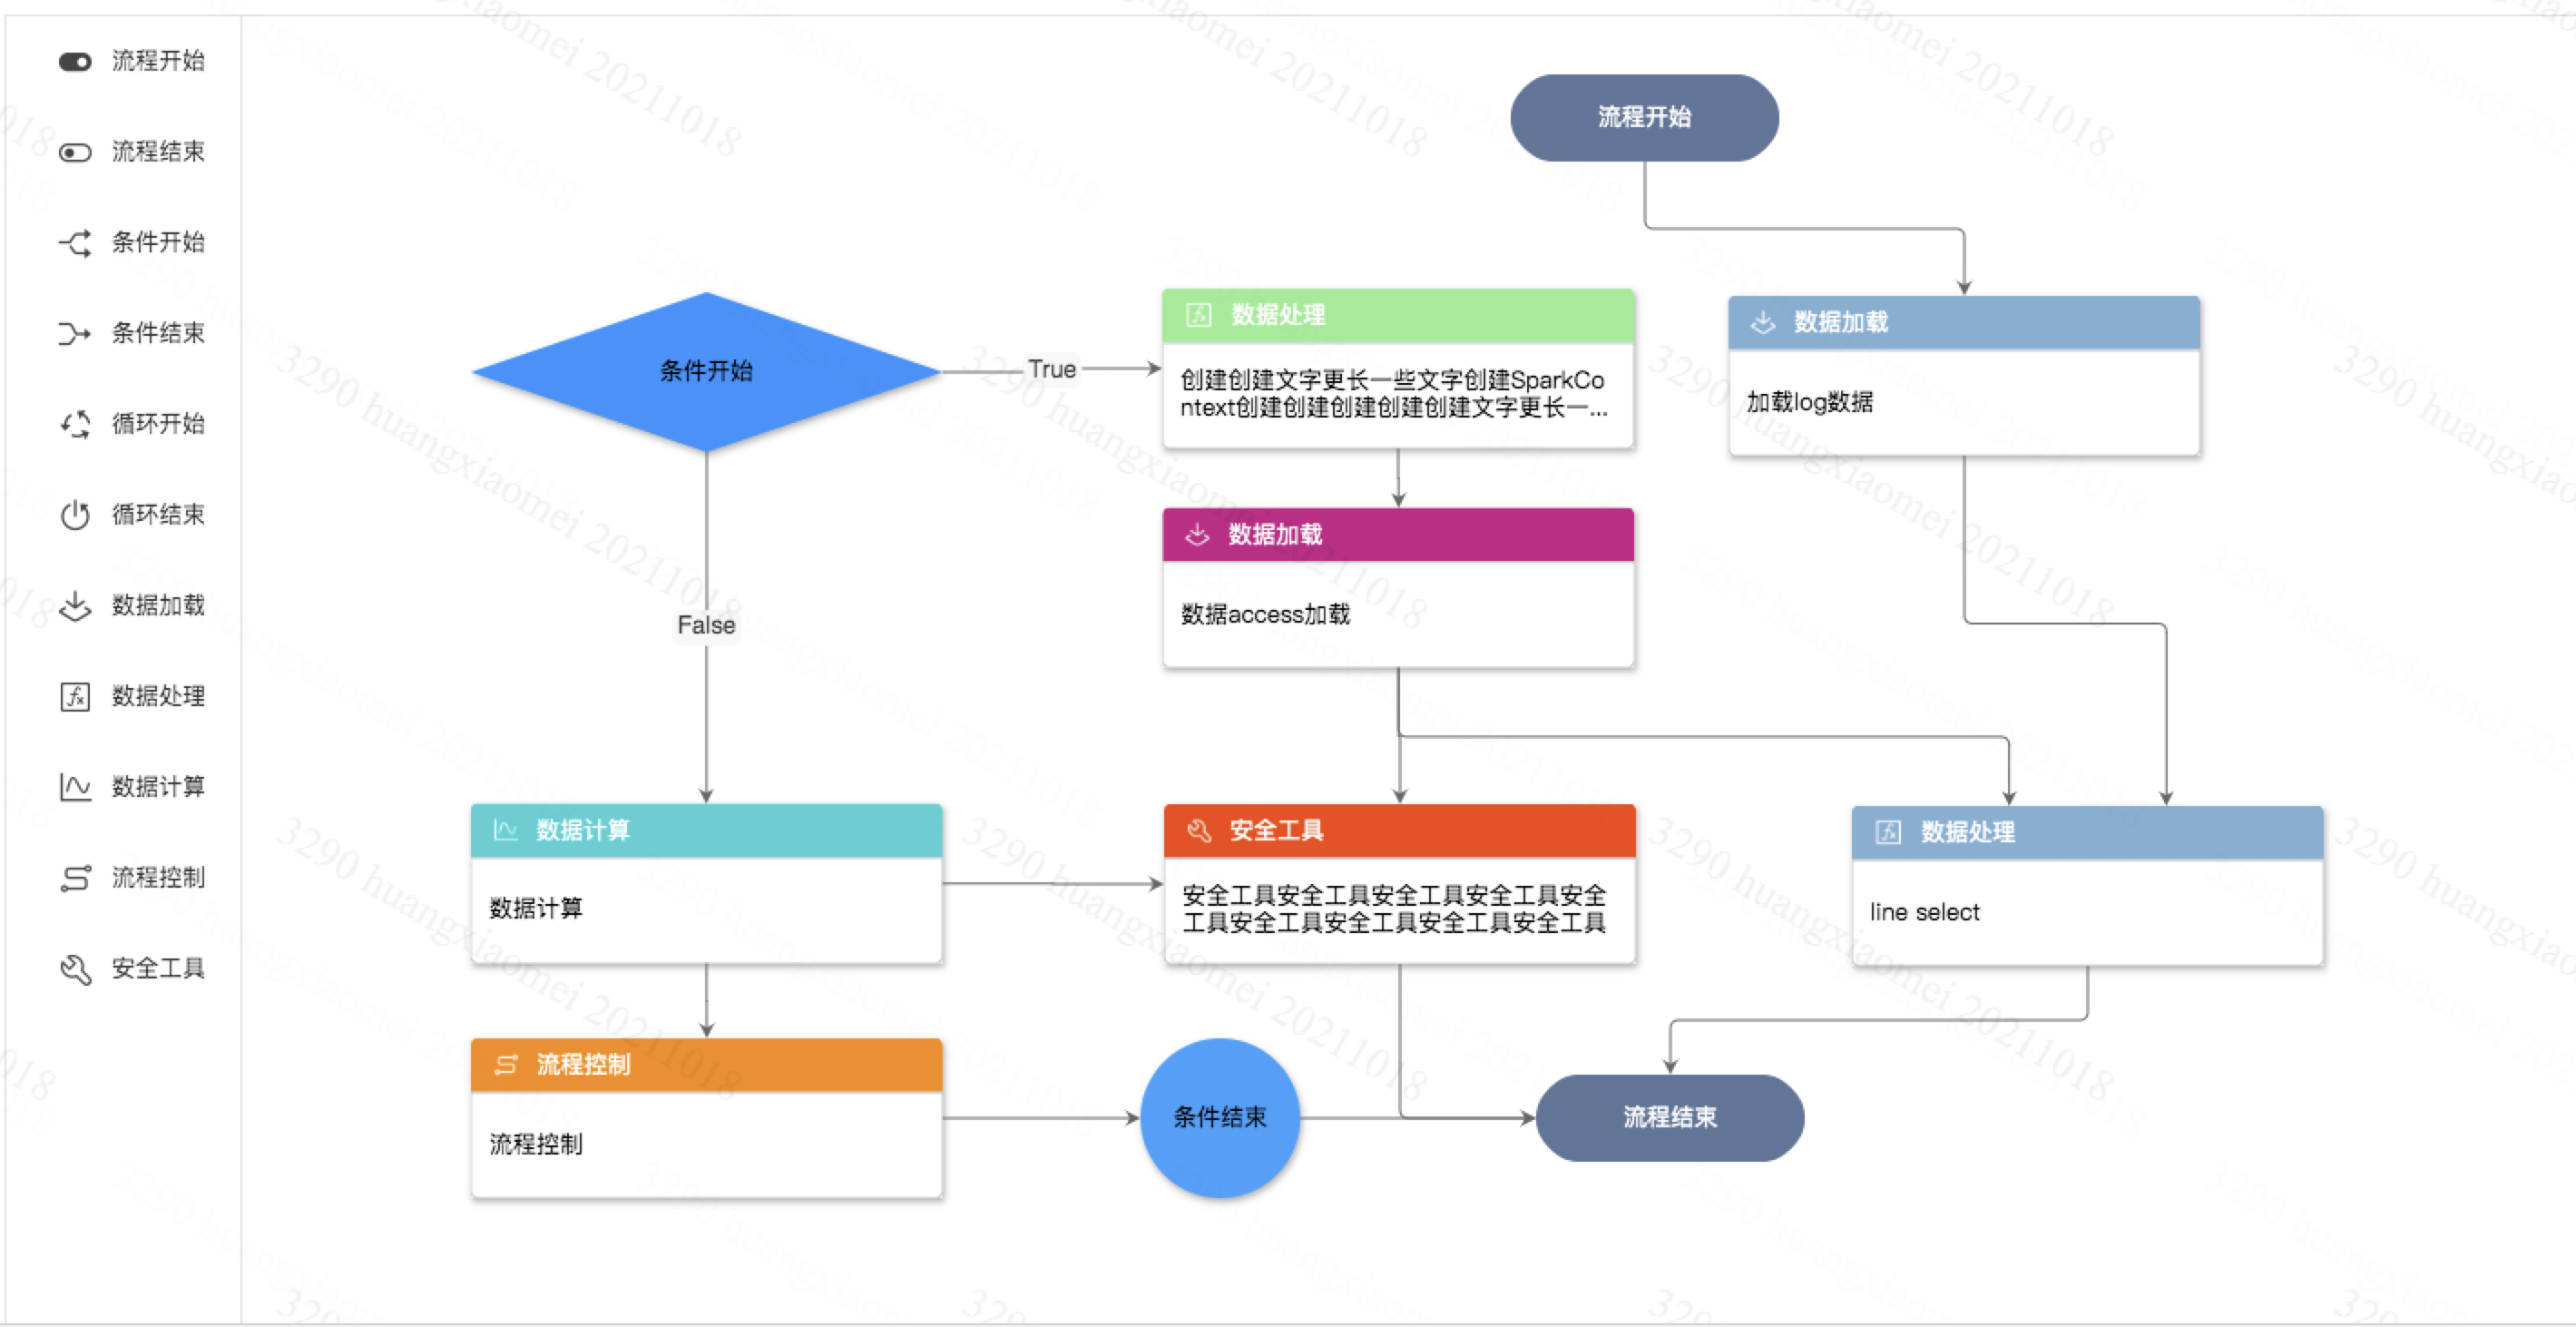 流程开始
流程结束
条件开始
条件结束
循环开始
循环结束
数据加载
数据处理
数据计算
流程控制
安全工具
流程开始
条件开始
True
False
数据处理
创建创建文字更长一些文字创建SparkCo
ntext创建创建创建创建创建文字更长一...
数据加载
加载log数据
数据加载
数据access加载
数据计算
数据计算
安全工具
安全工具安全工具安全工具安全工具安全
工具安全工具安全工具安全工具安全工具
数据处理
line select
流程控制
流程控制
条件结束
流程结束
3290 huangxiaomei 20211018